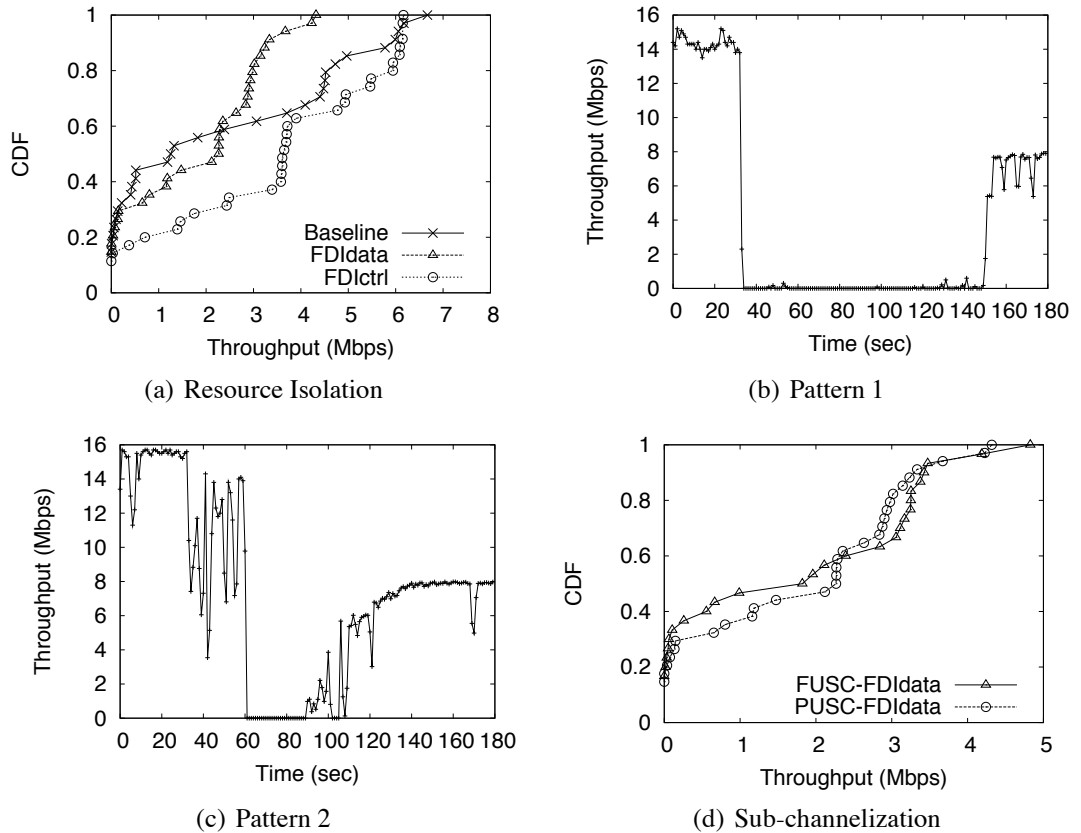 1
0.8
0.6
0.4
0.2
0
CDF
Baseline
FDIdata
FDIctrl
0 1 2 3 4 5 6 7 8
Throughput (Mbps)
(a) Resource Isolation
16
14
12
10
8
6
4
2
0
Throughput (Mbps)
0 20 40 60 80 100 120 140 160 180
Time (sec)
(b) Pattern 1
16
14
12
10
8
6
4
2
0
Throughput (Mbps)
0 20 40 60 80 100 120 140 160 180
Time (sec)
(c) Pattern 2
1
0.8
0.6
0.4
0.2
0
CDF
FUSC-FDIdata
PUSC-FDIdata
0 1 2 3 4 5
Throughput (Mbps)
(d) Sub-channelization